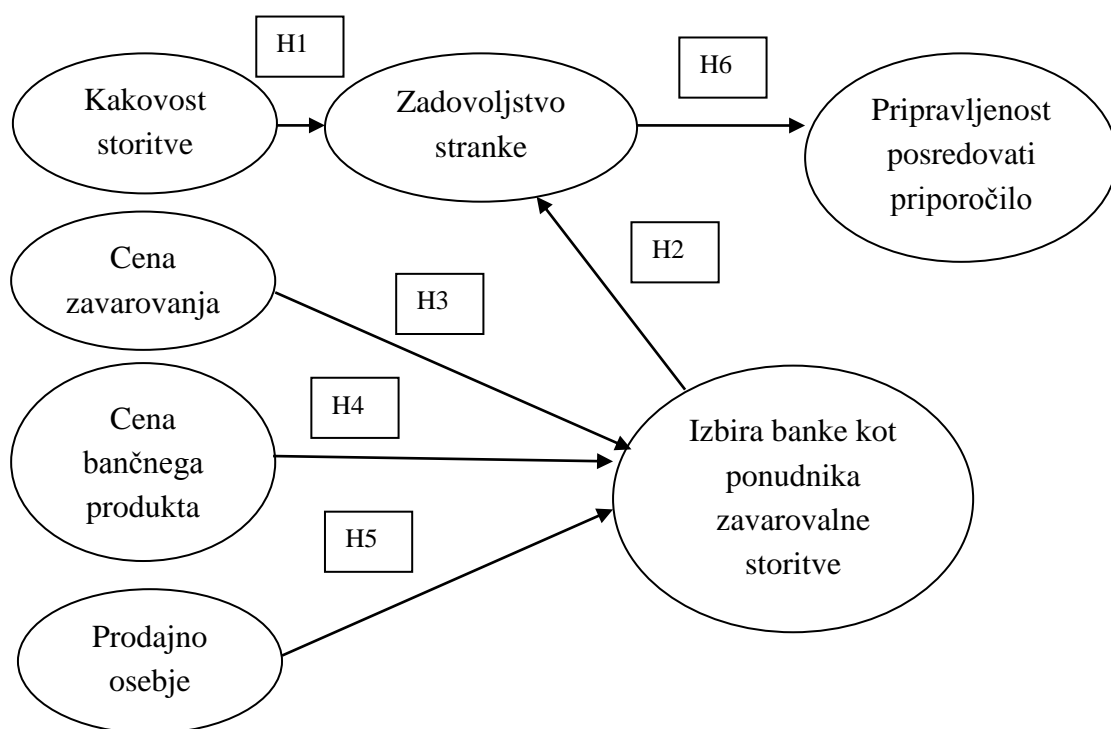 H1
H6
Kakovost
storitve
Zadovoljstvo
stranke
Pripravljenost
posredovati
priporočilo
Cena
zavarovanja
H3
H2
Cena
bančnega
produkta
H4
Izbira banke kot
ponudnika
zavarovalne
storitve
H5
Prodajno
osebje